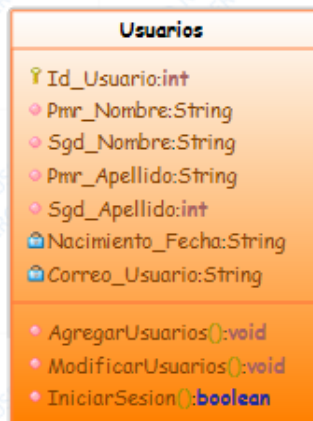 Usuarios
Id_Usuario:int
Pmr_Nombre:String
Sgd_Nombre:String
Pmr_Apellido:String
Sgd_Apellido:int
Nacimiento_Fecha:String
Correo_Usuario:String
AgregarUsuarios():void
ModificarUsuarios():void
IniciarSesion():boolean